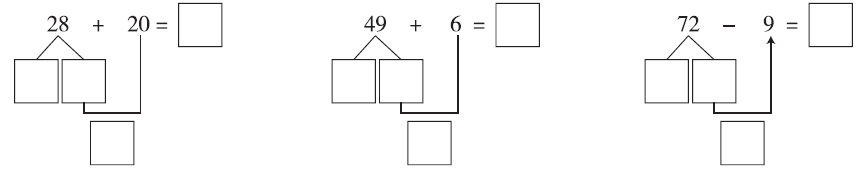 28 + 20 =
49 + 6 =
72 − 9 =